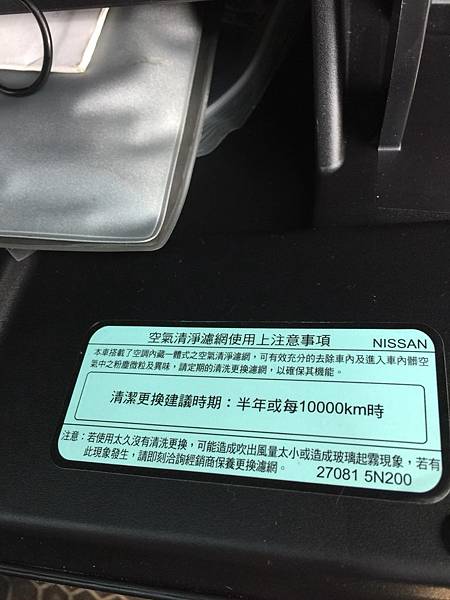 空氣清淨濾網使用上注意事項 NISSAN
本車搭載了空調內藏一體式之空氣清淨濾網，可有效充分的去除車內及進入車內髒空
氣中之粉塵微粒及異味，請定期的清洗更換濾網，以確保其機能。
清潔更換建議時期：半年或每10000km時
注意：若使用太久沒有清洗更換，可能造成吹出風量太小或造成玻璃起霧現象，若有
此現象發生，請即刻洽詢經銷商保養更換濾網。
27081 5N200